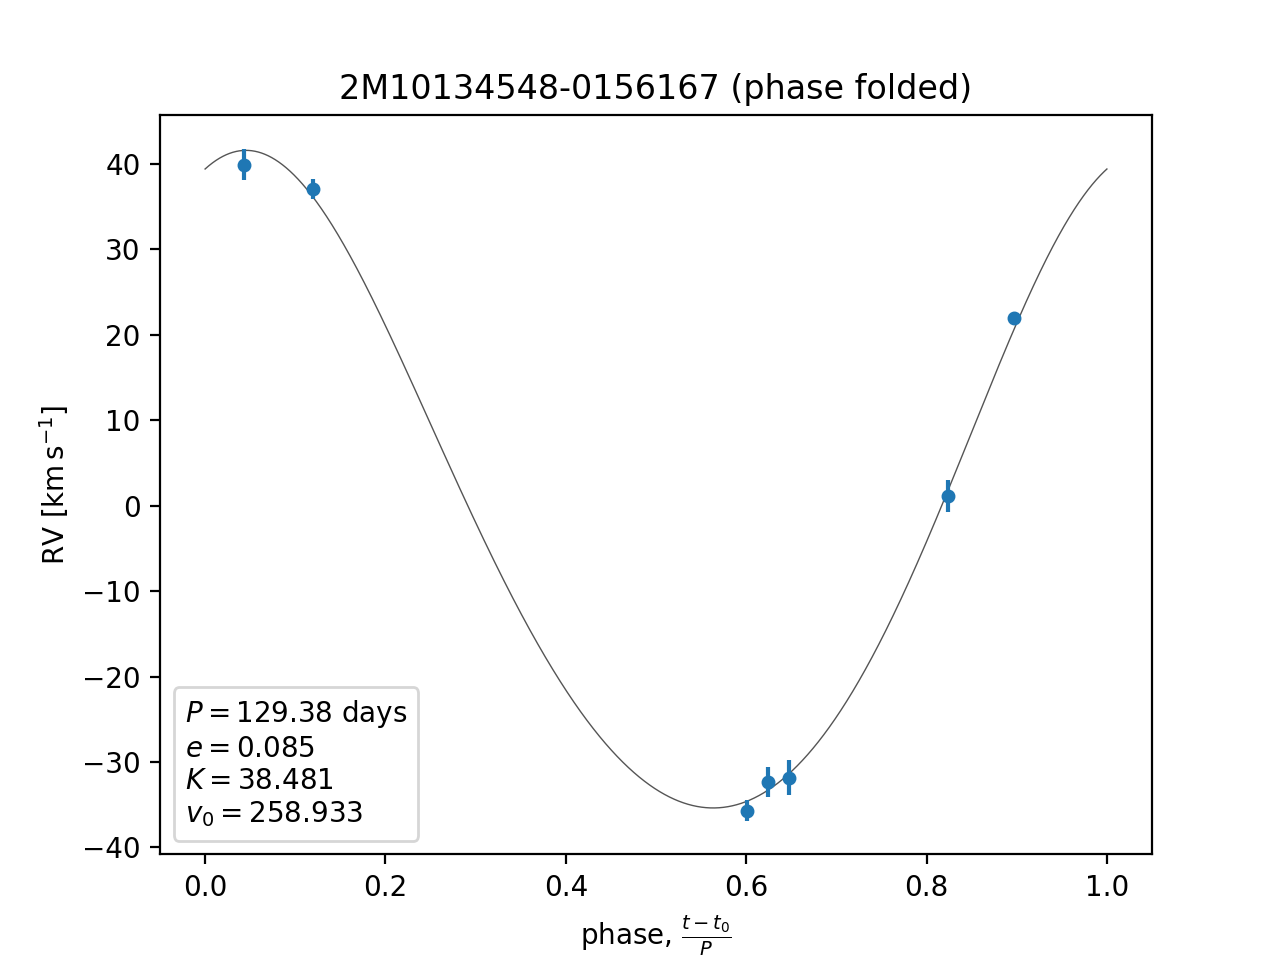 2M10134548-0156167 (phase folded)
RV [km s⁻¹]
40
30
20
10
0
−10
−20
−30
−40
P = 129.38 days
e = 0.085
K = 38.481
v₀ = 258.933
0.0 0.2 0.4 0.6 0.8 1.0
phase, (t − t₀)/P